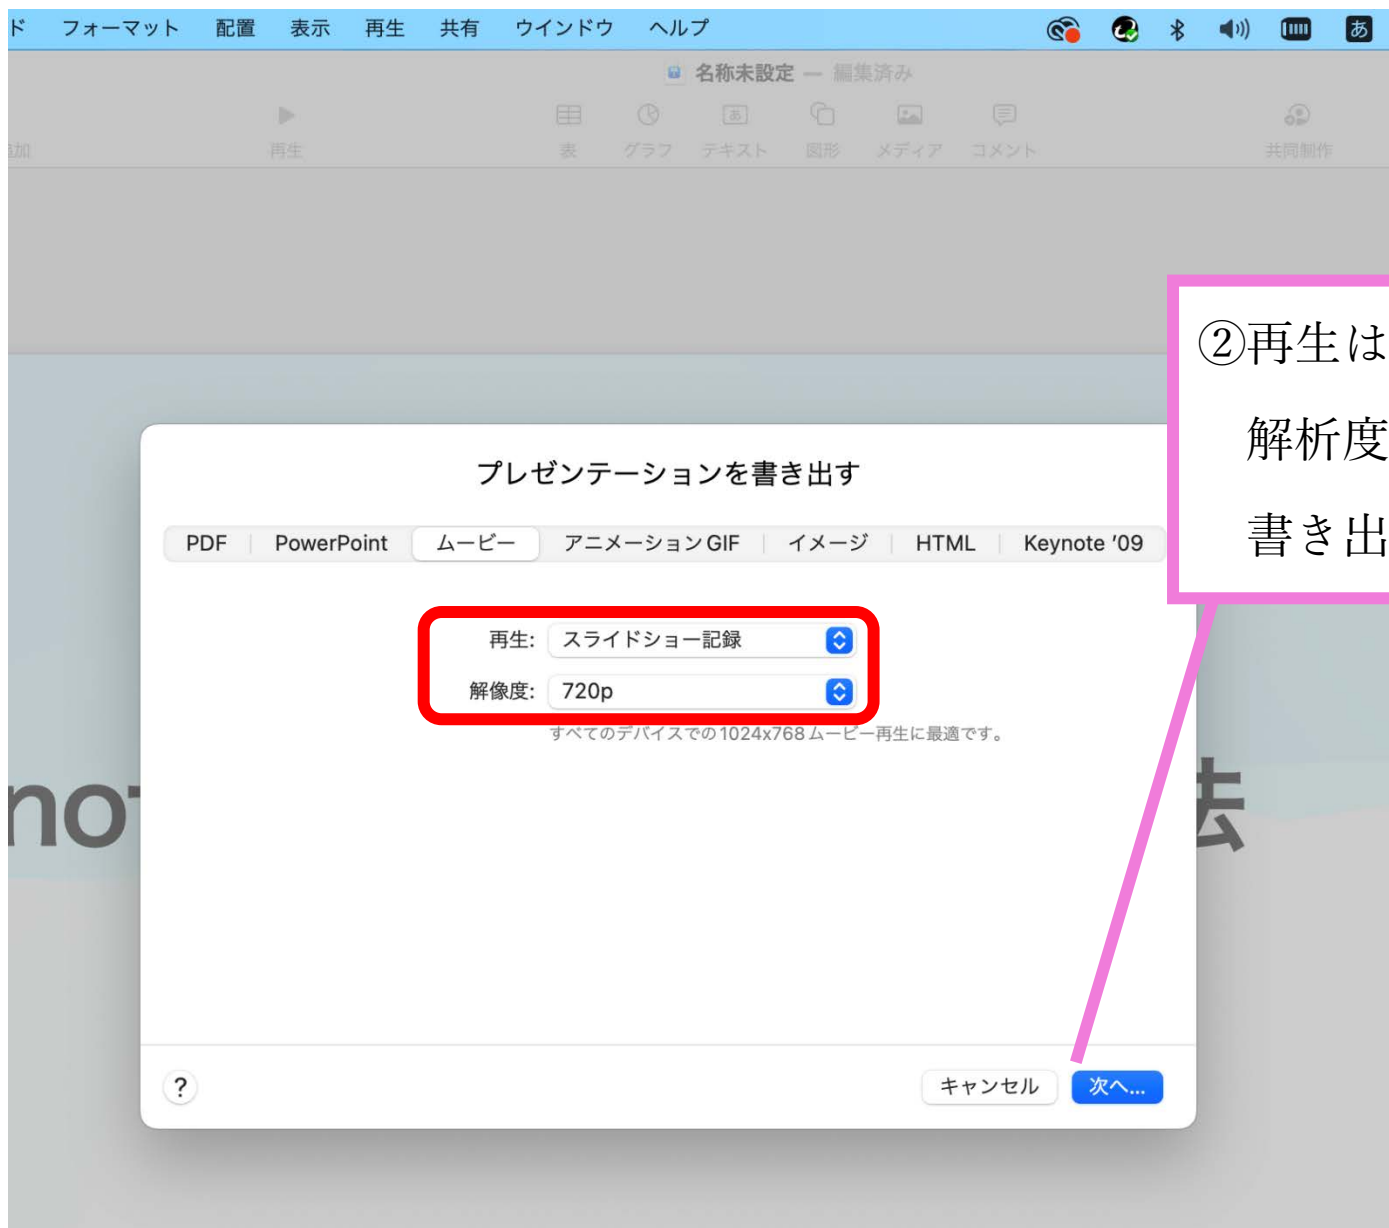 ド フォーマット 配置 表示 再生 共有 ウインドウ ヘルプ あ
名称未設定 — 編集済み
追加 再生 表 グラフ テキスト 図形 メディア コメント 共同制作
②再生は
解析度
書き出
プレゼンテーションを書き出す
PDF PowerPoint ムービー アニメーション GIF イメージ HTML Keynote ’09
再生: スライドショー記録
解像度: 720p
すべてのデバイスでの1024x768ムービー再生に最適です。
not 法
? キャンセル 次へ...